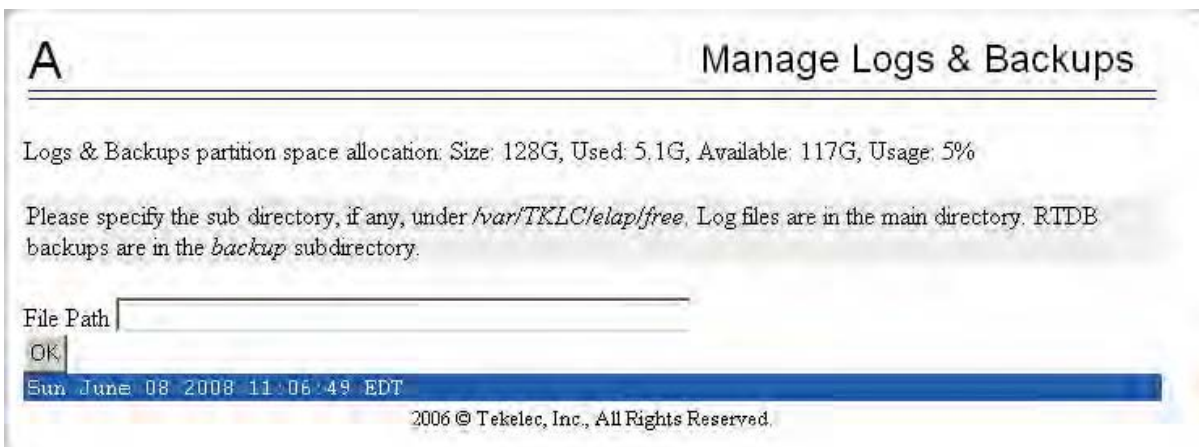 A
Manage Logs & Backups
Logs & Backups partition space allocation: Size: 128G, Used: 5.1G, Available: 117G, Usage: 5%
Please specify the sub directory, if any, under /var/TKLC/elap/free. Log files are in the main directory. RTDB
backups are in the backup subdirectory.
File Path
OK
Sun June 08 2008 11:06:49 EDT
2006 © Tekelec, Inc., All Rights Reserved.